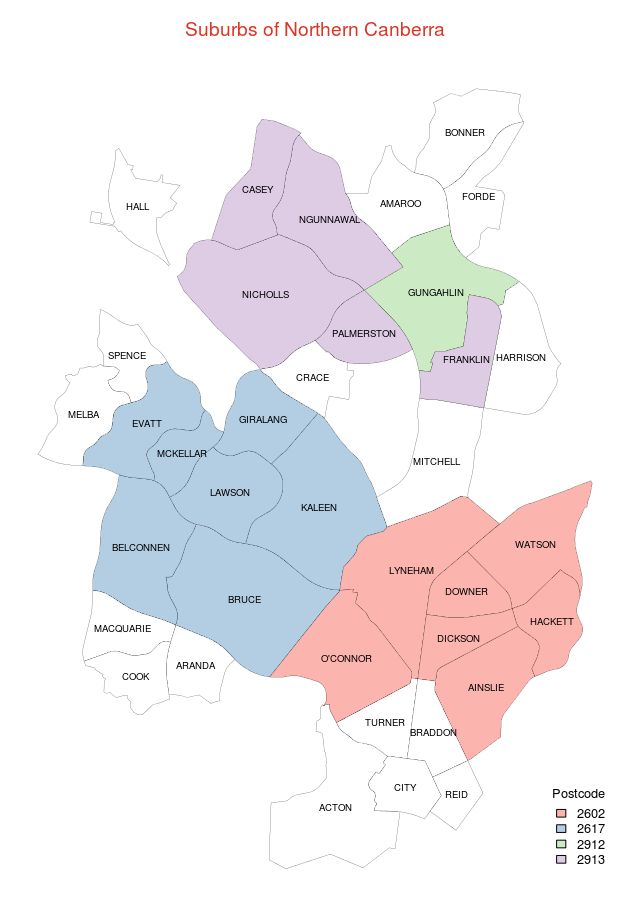 Suburbs of Northern Canberra
BONNER
CASEY
AMAROO
FORDE
HALL
NGUNNAWAL
NICHOLLS
GUNGAHLIN
PALMERSTON
SPENCE
FRANKLIN
HARRISON
CRACE
MELBA
EVATT
GIRALANG
MCKELLAR
MITCHELL
LAWSON
KALEEN
BELCONNEN
WATSON
LYNEHAM
BRUCE
DOWNER
MACQUARIE
HACKETT
DICKSON
O'CONNOR
ARANDA
COOK
AINSLIE
TURNER
BRADDON
CITY
REID
ACTON
Postcode
2602
2617
2912
2913